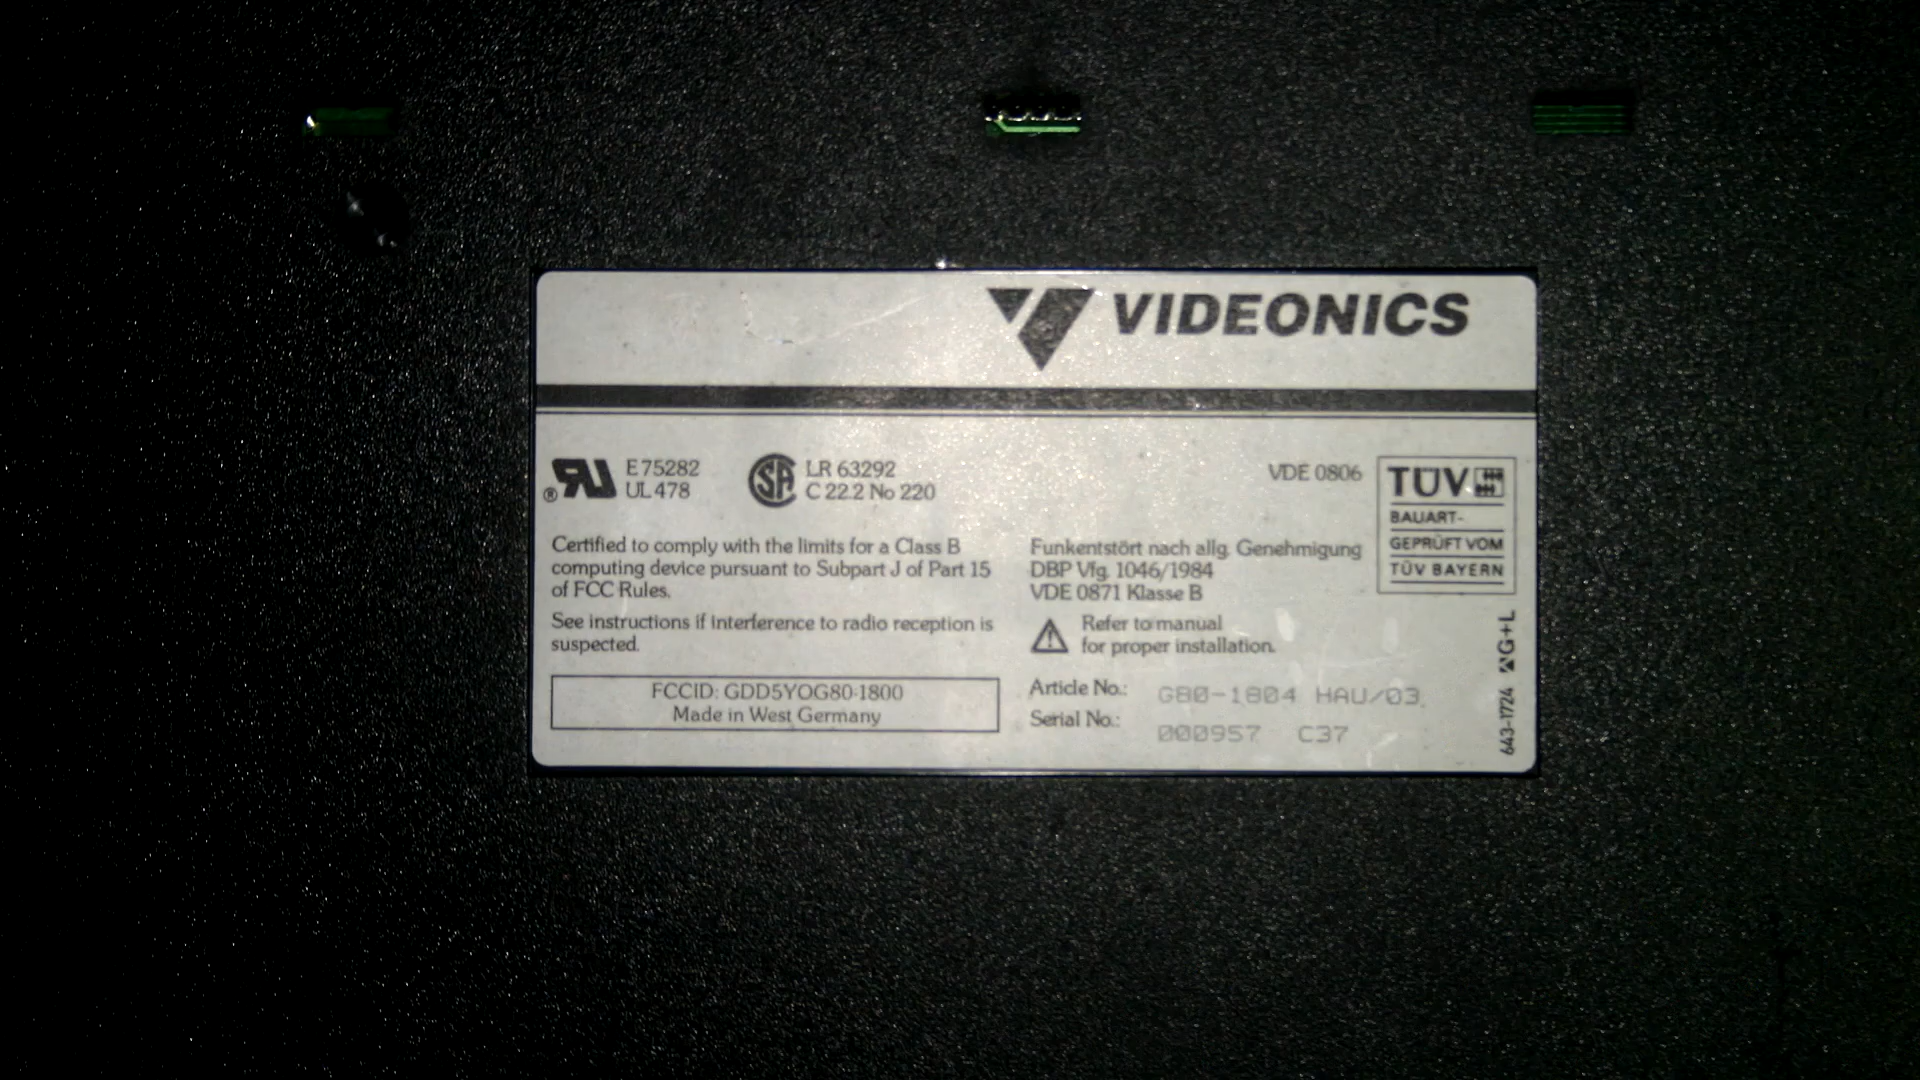 VIDEONICS
E75282
UL 478
LR 63292
C 22.2 No 220
VDE 0806
TÜV
BAUART-
GEPRÜFT VOM
TÜV BAYERN
Certified to comply with the limits for a Class B
computing device pursuant to Subpart J of Part 15
of FCC Rules.
See instructions if interference to radio reception is
suspected.
FCCID: GDD5YOG80-1800
Made in West Germany
Funkentstört nach allg. Genehmigung
DBP Vfg. 1046/1984
VDE 0871 Klasse B
Refer to manual
for proper installation.
Article No.: G80-1804 HAU/03,
Serial No.: 000957 C37
643-1724 G+L